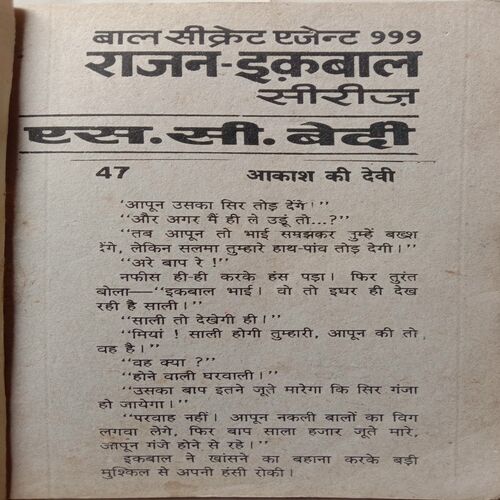 बाल सीक्रेट एजेन्ट 999
राजन-इक़बाल
सीरीज़
एस.सी. बेदी
47 आकाश की देवी
'आपून उसका सिर तोड़ देंगे !''
''और अगर मैं ही ले उडूं तो...?''
''तब आपून तो भाई समझकर तुम्हें बख्श
देंगे, लेकिन सलमा तुम्हारे हाथ-पांव तोड़ देगी।''
''अरे बाप रे !''
नफीस ही-ही करके हंस पड़ा। फिर तुरंत
बोला—''इकबाल भाई। वो तो इधर ही देख
रही है साली।''
''साली तो देखेगी ही।''
''मियां ! साली होगी तुम्हारी, आपून की तो
वह है।''
''वह क्या ?''
''होने वाली घरवाली।''
''उसका बाप इतने जूते मारेगा कि सिर गंजा
हो जायेगा।''
''परवाह नहीं। आपून नकली बालों का विग
लगवा लेंगे, फिर बाप साला हजार जूते मारे,
आपून गंजे होने से रहे।''
इकबाल ने खांसने का बहाना करके बड़ी
मुश्किल से अपनी हंसी रोकी।